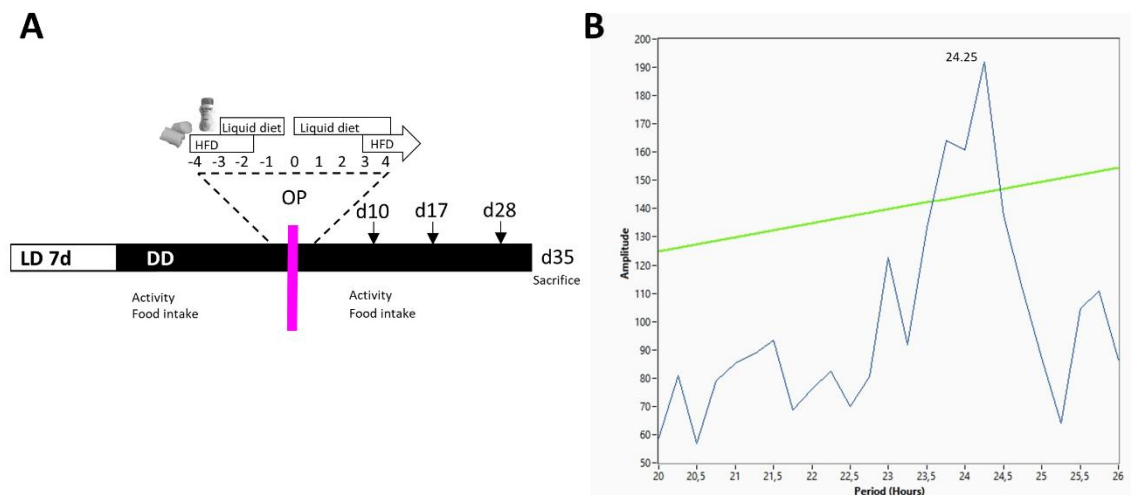 A
Liquid diet
Liquid diet
HFD
HFD
-4 -3 -2 -1 0 1 2 3 4
OP
d10
d17
d28
LD 7d
DD
d35
Sacrifice
Activity
Food intake
Activity
Food intake
B
24.25
200
190
180
170
160
150
140
130
120
110
100
90
80
70
60
50
Amplitude
20 20,5 21 21,5 22 22,5 23 23,5 24 24,5 25 25,5 26
Period (Hours)